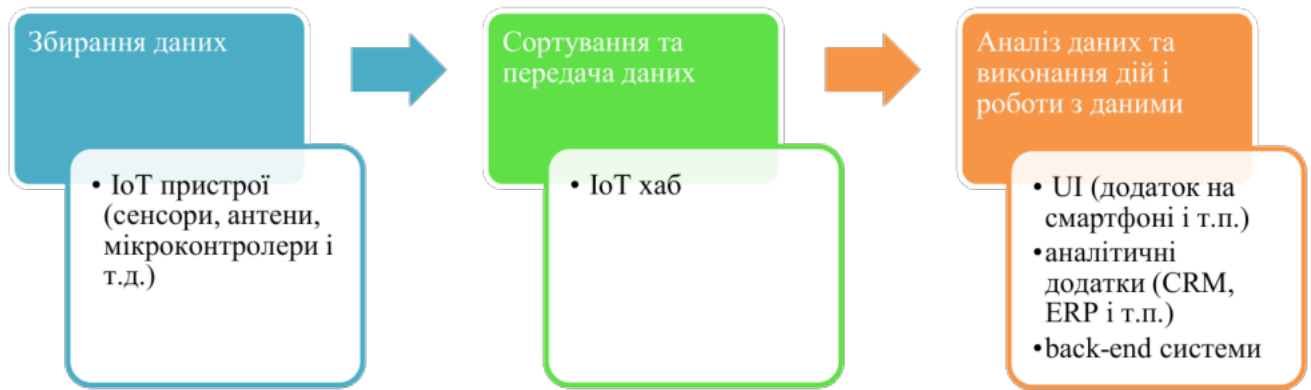 Збирання даних
• IoT пристрої
(сенсори, антени,
мікроконтролери і
т.д.)
Сортування та
передача даних
• IoT хаб
Аналіз даних та
виконання дій і
роботи з даними
• UI (додаток на
смартфоні і т.п.)
•аналітичні
додатки (CRM,
ERP і т.п.)
•back-end системи